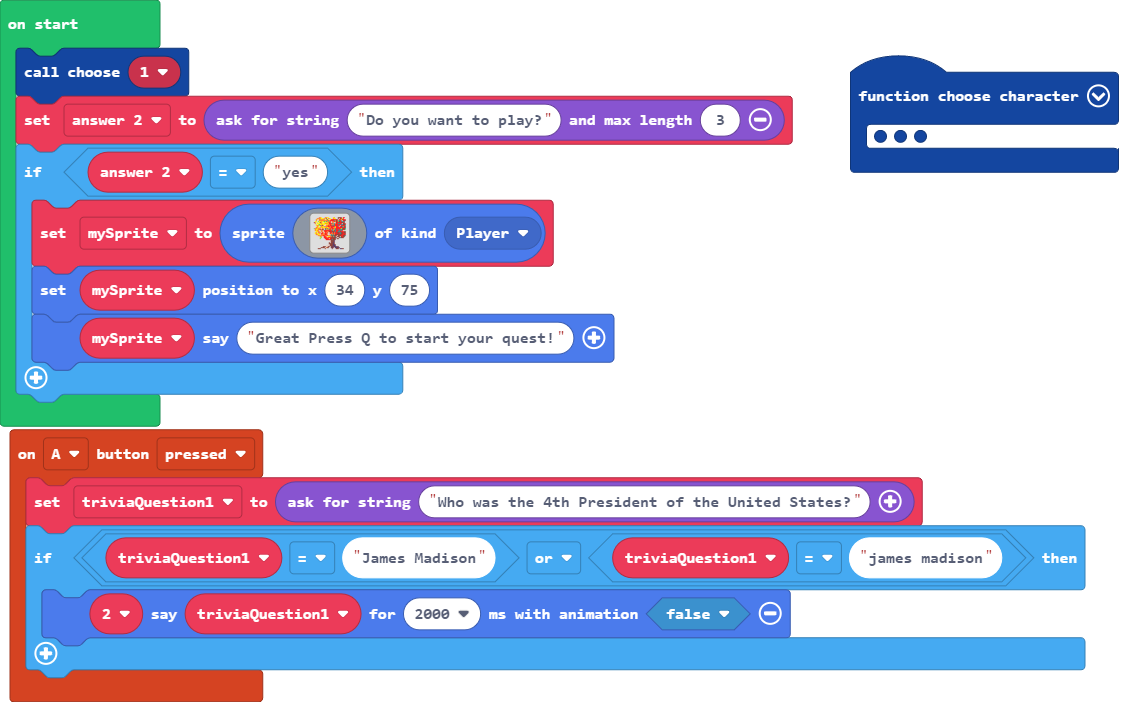 on start
call choose 1
set answer 2 to ask for string "Do you want to play?" and max length 3
if answer 2 = "yes" then
set mySprite to sprite of kind Player
set mySprite position to x 34 y 75
mySprite say "Great Press Q to start your quest!"
function choose character
on A button pressed
set triviaQuestion1 to ask for string "Who was the 4th President of the United States?"
if triviaQuestion1 = "James Madison" or triviaQuestion1 = "james madison" then
2 say triviaQuestion1 for 2000 ms with animation false